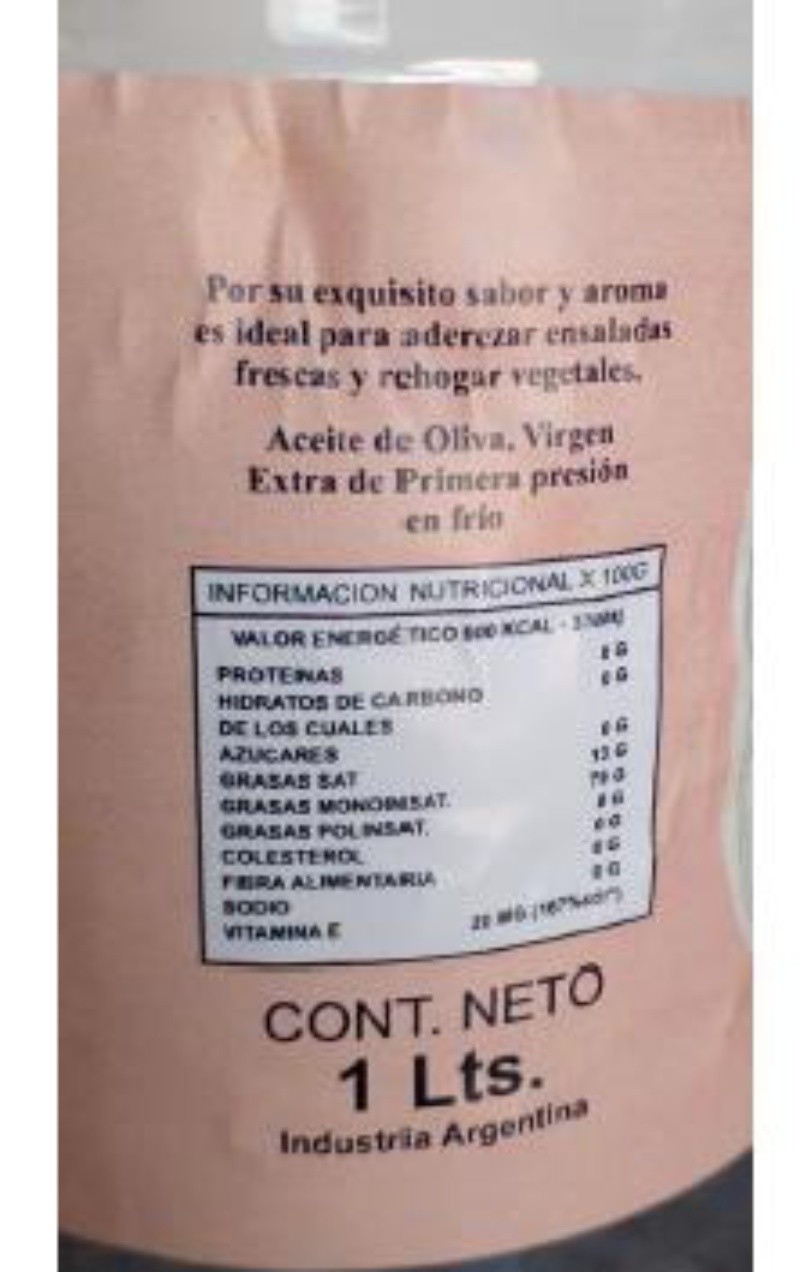 Por su exquisito sabor y aroma
es ideal para aderezar ensaladas
frescas y rehogar vegetales.
Aceite de Oliva, Virgen
Extra de Primera presión
en frío
INFORMACION NUTRICIONAL X 100G
VALOR ENERGÉTICO KCAL -
PROTEINAS
HIDRATOS DE CARBONO
DE LOS CUALES
AZUCARES
GRASAS SAT
GRASAS MONOINSAT.
GRASAS POLINSAT.
COLESTEROL
FIBRA ALIMENTARIA
SODIO
VITAMINA E
0 G
0 G
0 G
13 G
79 G
8 G
0 G
0 G
0 G
CONT. NETO
1 Lts.
Industriia Argentina